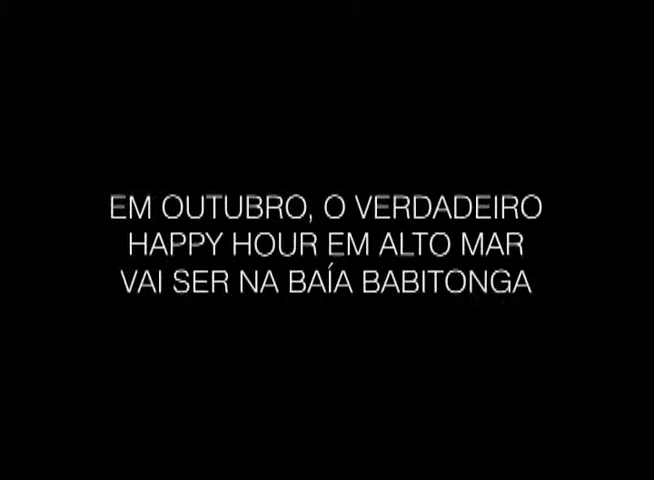 EM OUTUBRO, O VERDADEIRO
HAPPY HOUR EM ALTO MAR
VAI SER NA BAÍA BABITONGA